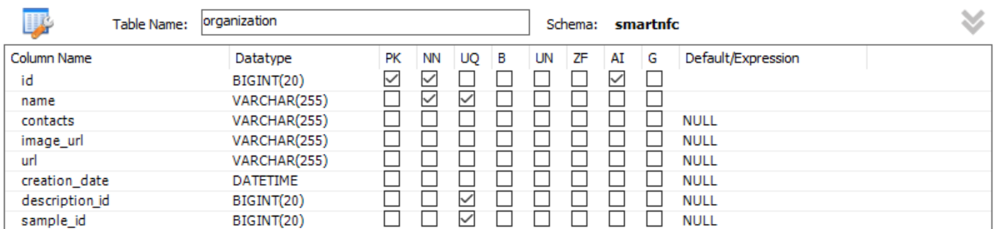 Table Name: organization Schema: smartnfc
Column Name Datatype PK NN UQ B UN ZF AI G Default/Expression
id BIGINT(20)
name VARCHAR(255)
contacts VARCHAR(255) NULL
image_url VARCHAR(255) NULL
url VARCHAR(255) NULL
creation_date DATETIME NULL
description_id BIGINT(20) NULL
sample_id BIGINT(20) NULL